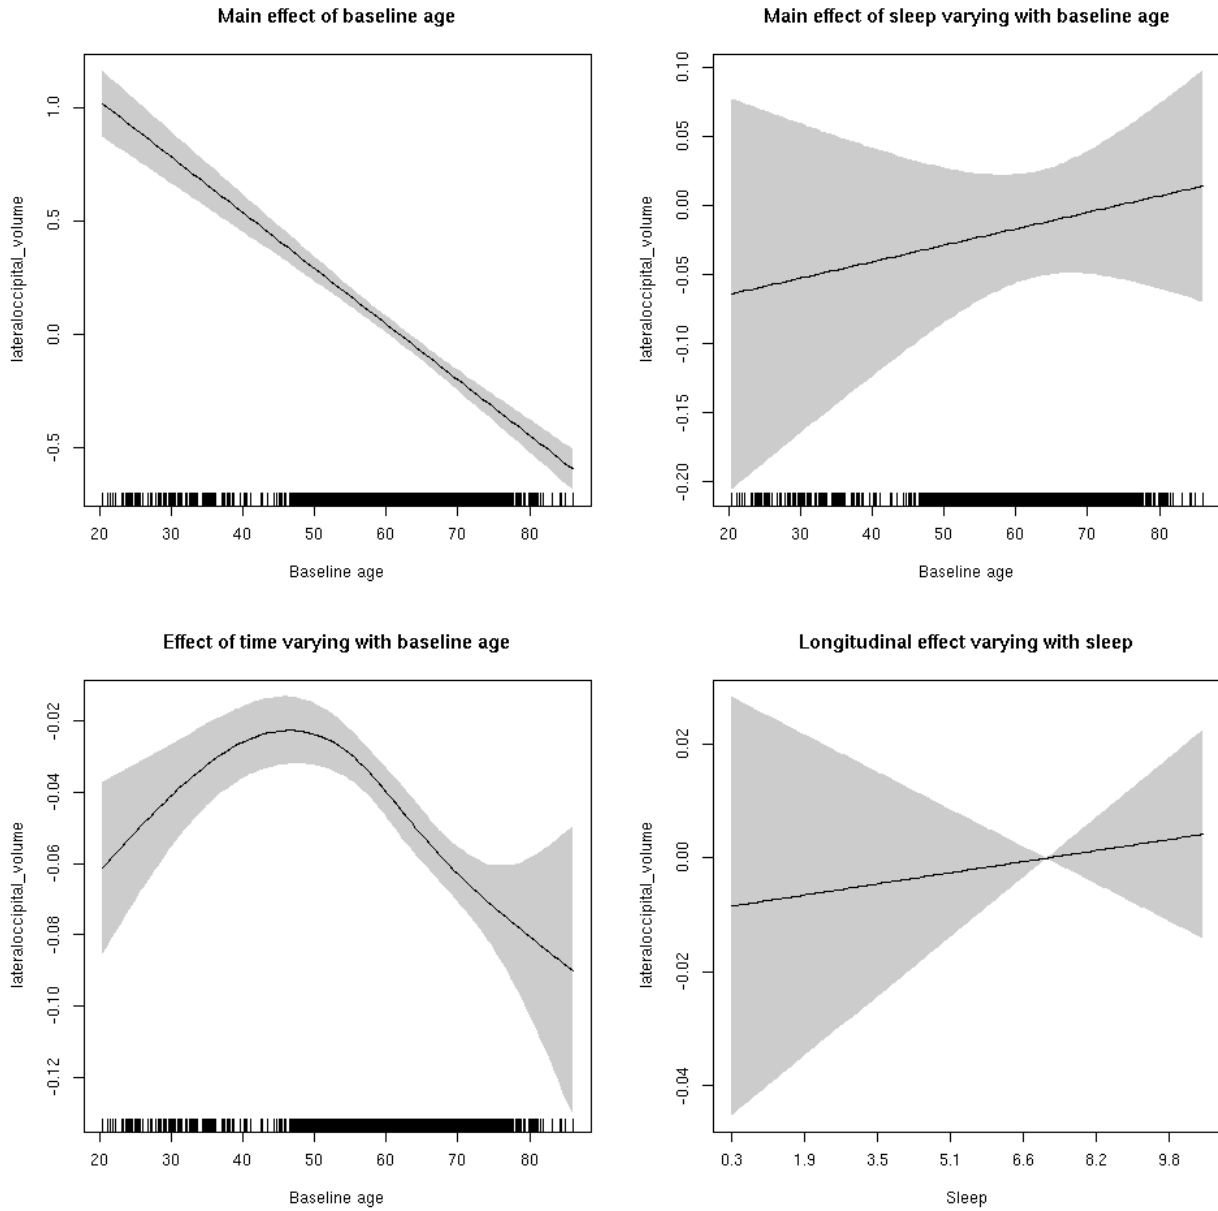 Main effect of baseline age
lateraloccipital_volume
1.0
0.5
0.0
-0.5
20 30 40 50 60 70 80
Baseline age
Main effect of sleep varying with baseline age
lateraloccipital_volume
0.10
0.05
0.00
-0.05
-0.10
-0.15
-0.20
20 30 40 50 60 70 80
Baseline age
Effect of time varying with baseline age
lateraloccipital_volume
-0.02
-0.04
-0.06
-0.08
-0.10
-0.12
20 30 40 50 60 70 80
Baseline age
Longitudinal effect varying with sleep
lateraloccipital_volume
0.02
0.00
-0.02
-0.04
0.3 1.9 3.5 5.1 6.6 8.2 9.8
Sleep